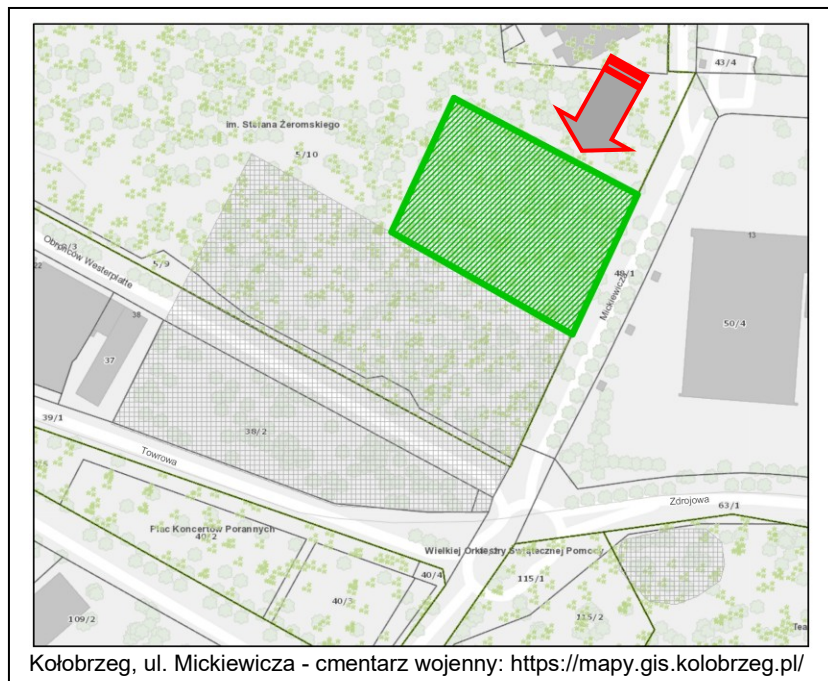 43/4
im. Stefana Żeromskiego
5/10
13
5/9
Obrońców Westerplatte
22
38
37
Mickiewicza
50/4
39/1
38/2
Towrowa
Zdrojowa
63/1
Plac Koncertów Porannych
40/2
Wielkiej Orkiestry Świątecznej Pomocy
40/4
115/1
115/2
109/2
Tea
Kołobrzeg, ul. Mickiewicza - cmentarz wojenny: https://mapy.gis.kolobrzeg.pl/